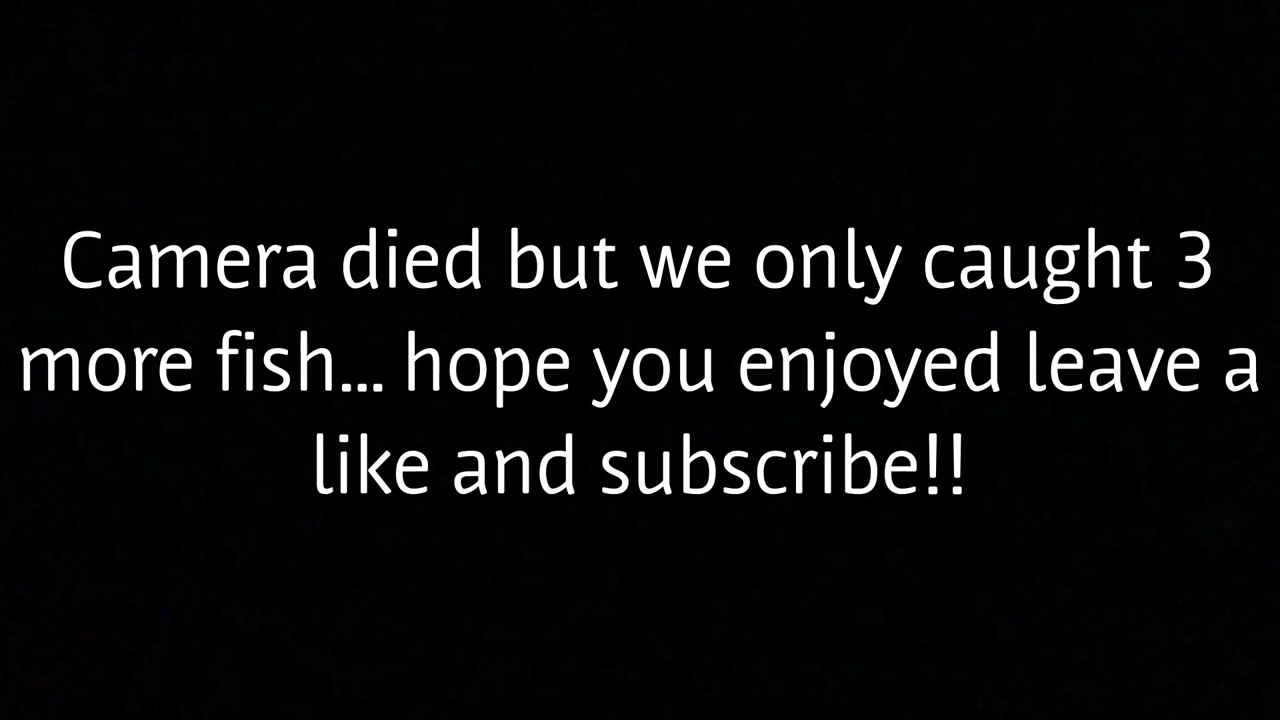 Camera died but we only caught 3
more fish... hope you enjoyed leave a
like and subscribe!!